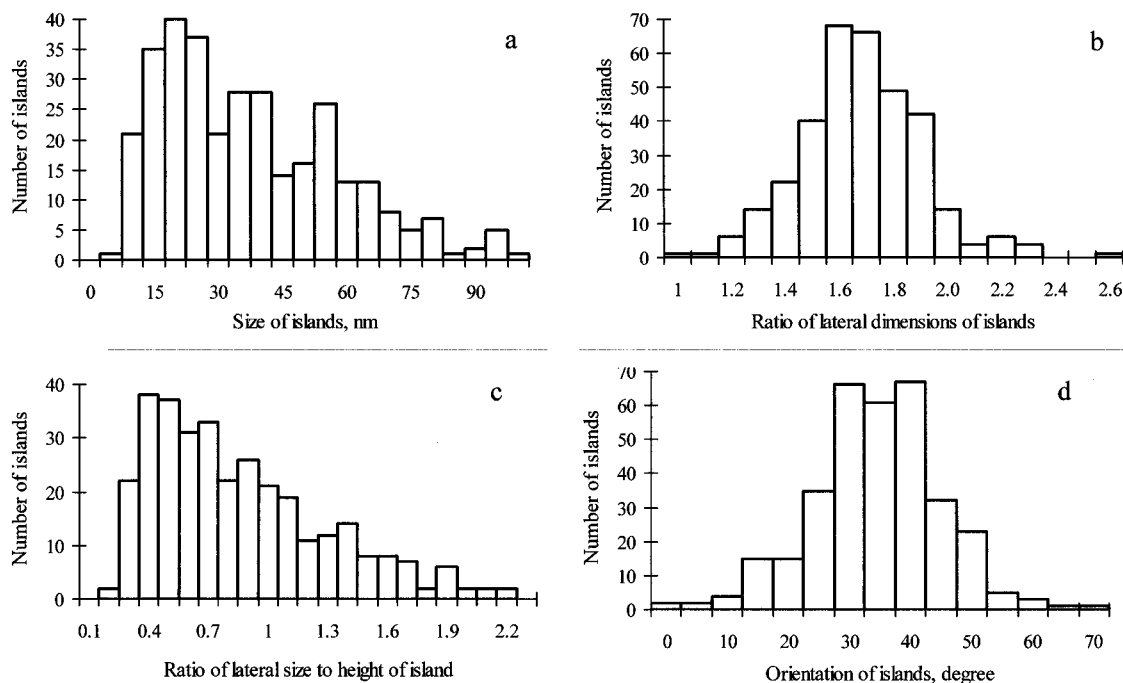 a
Number of islands
40
35
30
25
20
15
10
5
0
0 15 30 45 60 75 90
Size of islands, nm
b
Number of islands
70
60
50
40
30
20
10
0
1 1.2 1.4 1.6 1.8 2.0 2.2 2.4 2.6
Ratio of lateral dimensions of islands
c
Number of islands
40
30
20
10
0
0.1 0.4 0.7 1 1.3 1.6 1.9 2.2
Ratio of lateral size to height of island
d
Number of islands
70
60
50
40
30
20
10
0
0 10 20 30 40 50 60 70
Orientation of islands, degree